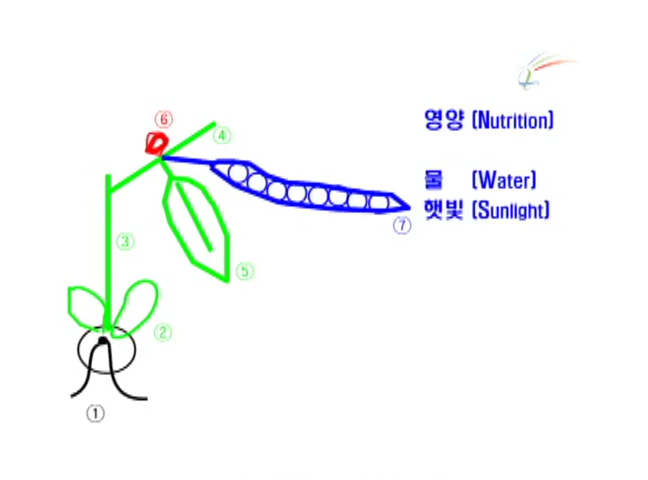 ⑥
④
영양 (Nutrition)
물 (Water)
햇빛 (Sunlight)
⑦
③
⑤
②
①